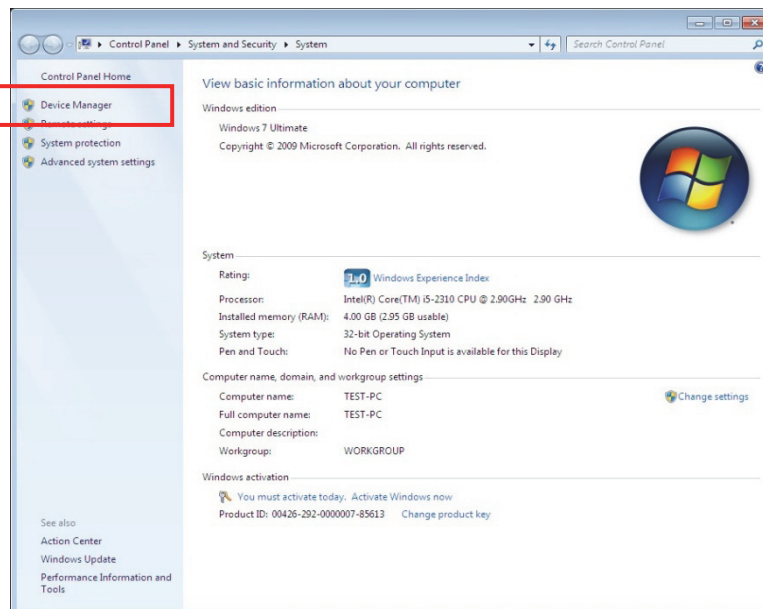 Control Panel ▸ System and Security ▸ System
Search Control Panel
Control Panel Home
Device Manager
Remote settings
System protection
Advanced system settings
See also
Action Center
Windows Update
Performance Information and
Tools
View basic information about your computer
Windows edition
Windows 7 Ultimate
Copyright © 2009 Microsoft Corporation. All rights reserved.
System
Rating:
1,0 Windows Experience Index
Processor: Intel(R) Core(TM) i5-2310 CPU @ 2.90GHz 2.90 GHz
Installed memory (RAM): 4.00 GB (2.95 GB usable)
System type: 32-bit Operating System
Pen and Touch: No Pen or Touch Input is available for this Display
Computer name, domain, and workgroup settings
Computer name: TEST-PC
Change settings
Full computer name: TEST-PC
Computer description:
Workgroup: WORKGROUP
Windows activation
You must activate today. Activate Windows now
Product ID: 00426-292-0000007-85613 Change product key